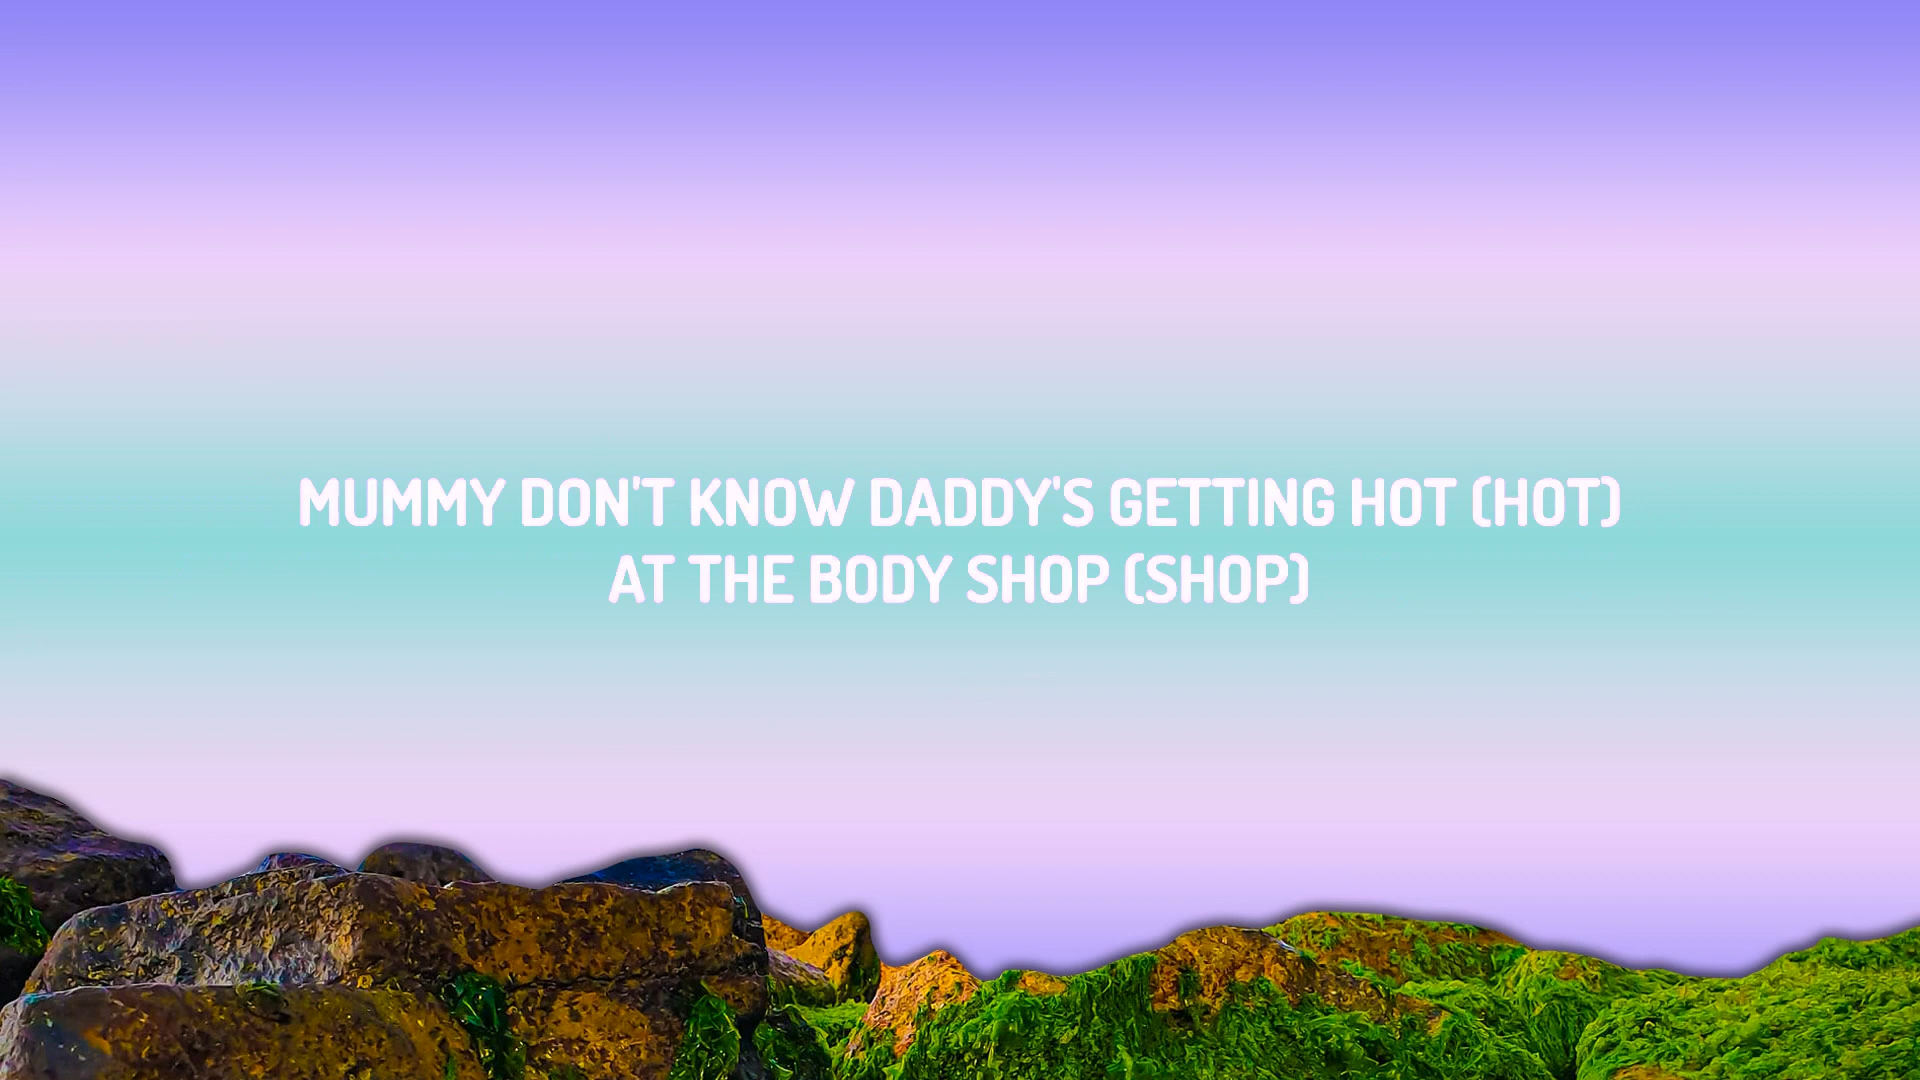 MUMMY DON'T KNOW DADDY'S GETTING HOT (HOT)
AT THE BODY SHOP (SHOP)